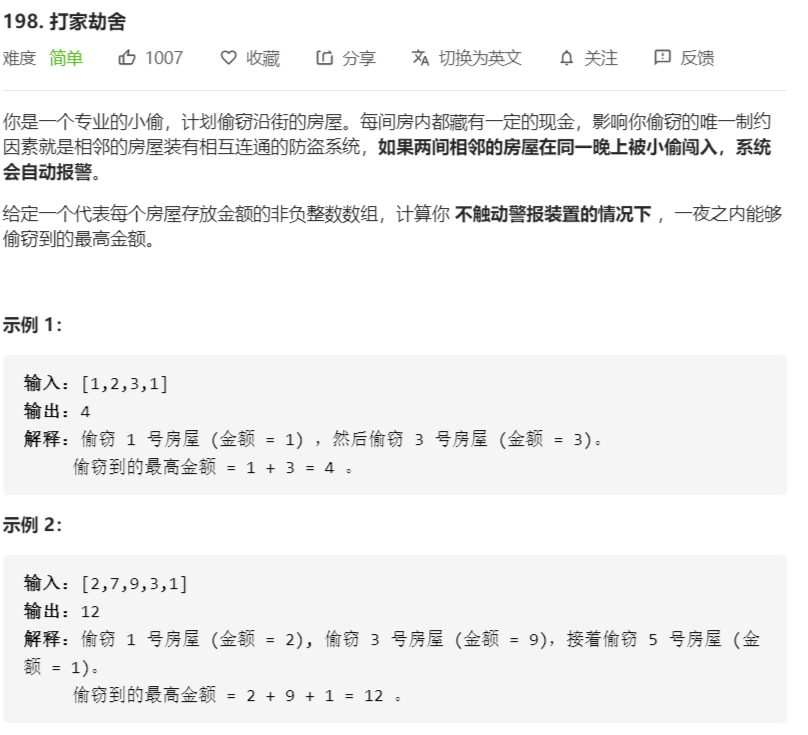 198. 打家劫舍
难度 简单 1007 收藏 分享 切换为英文 关注 反馈
你是一个专业的小偷，计划偷窃沿街的房屋。每间房内都藏有一定的现金，影响你偷窃的唯一制约
因素就是相邻的房屋装有相互连通的防盗系统，如果两间相邻的房屋在同一晚上被小偷闯入，系统
会自动报警。
给定一个代表每个房屋存放金额的非负整数数组，计算你 不触动警报装置的情况下 ，一夜之内能够
偷窃到的最高金额。
示例 1：
输入：[1,2,3,1]
输出：4
解释：偷窃 1 号房屋 (金额 = 1) ，然后偷窃 3 号房屋 (金额 = 3)。
偷窃到的最高金额 = 1 + 3 = 4 。
示例 2：
输入：[2,7,9,3,1]
输出：12
解释：偷窃 1 号房屋 (金额 = 2), 偷窃 3 号房屋 (金额 = 9)，接着偷窃 5 号房屋 (金
额 = 1)。
偷窃到的最高金额 = 2 + 9 + 1 = 12 。